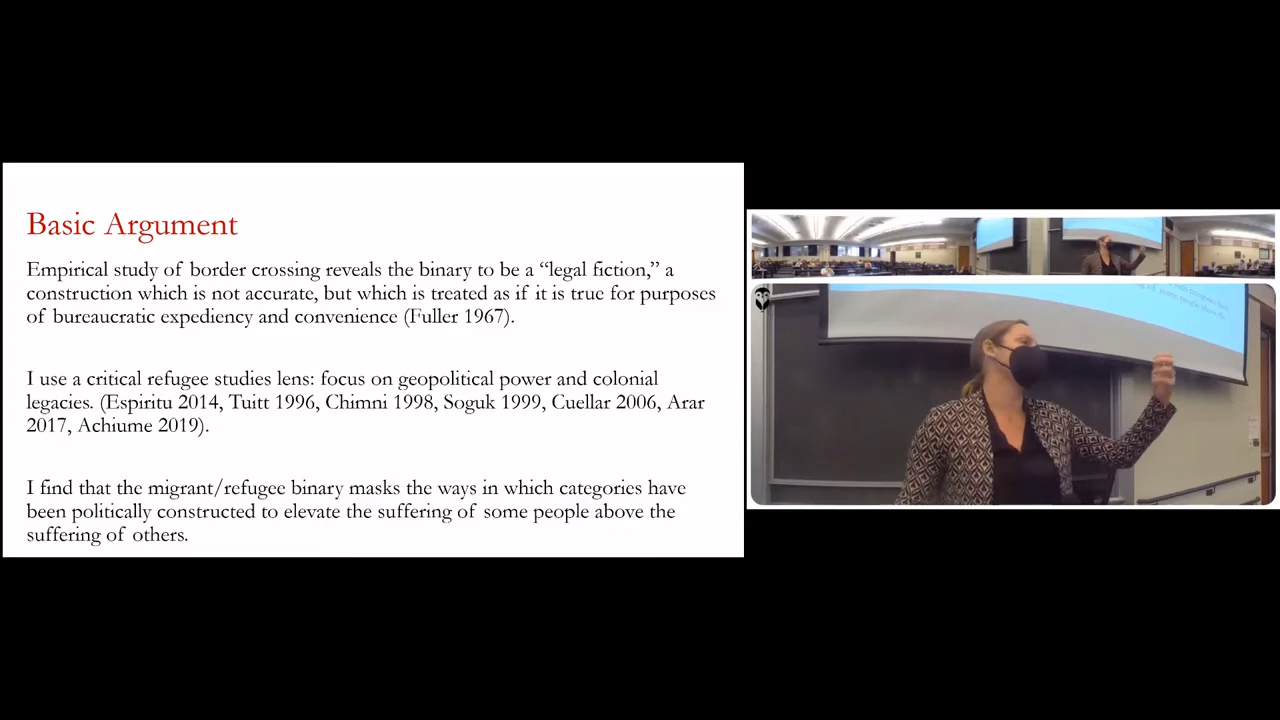 Basic Argument
Empirical study of border crossing reveals the binary to be a “legal fiction,” a
construction which is not accurate, but which is treated as if it is true for purposes
of bureaucratic expediency and convenience (Fuller 1967).
I use a critical refugee studies lens: focus on geopolitical power and colonial
legacies. (Espiritu 2014, Tuitt 1996, Chimni 1998, Soguk 1999, Cuellar 2006, Arar
2017, Achiume 2019).
I find that the migrant/refugee binary masks the ways in which categories have
been politically constructed to elevate the suffering of some people above the
suffering of others.